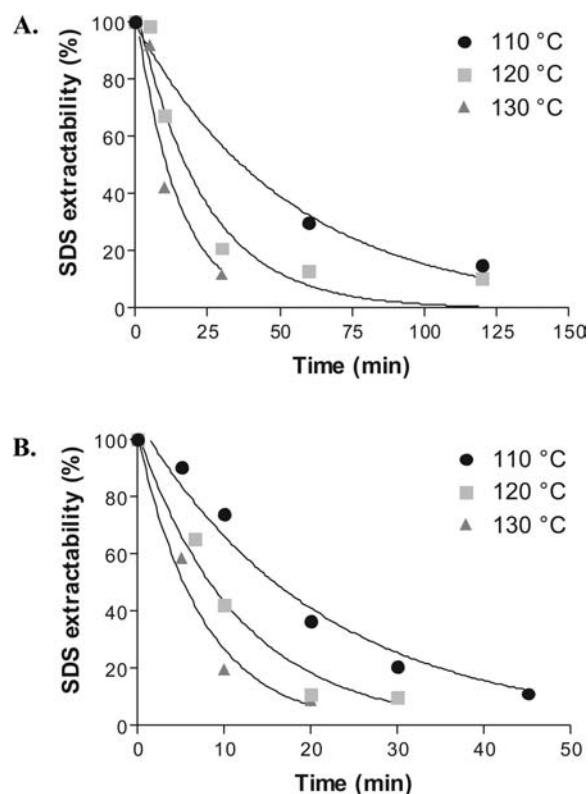 A.
SDS extractability (%)
100
80
60
40
20
0
0 25 50 75 100 125 150
Time (min)
110 °C
120 °C
130 °C
B.
SDS extractability (%)
100
80
60
40
20
0
0 10 20 30 40 50
Time (min)
110 °C
120 °C
130 °C